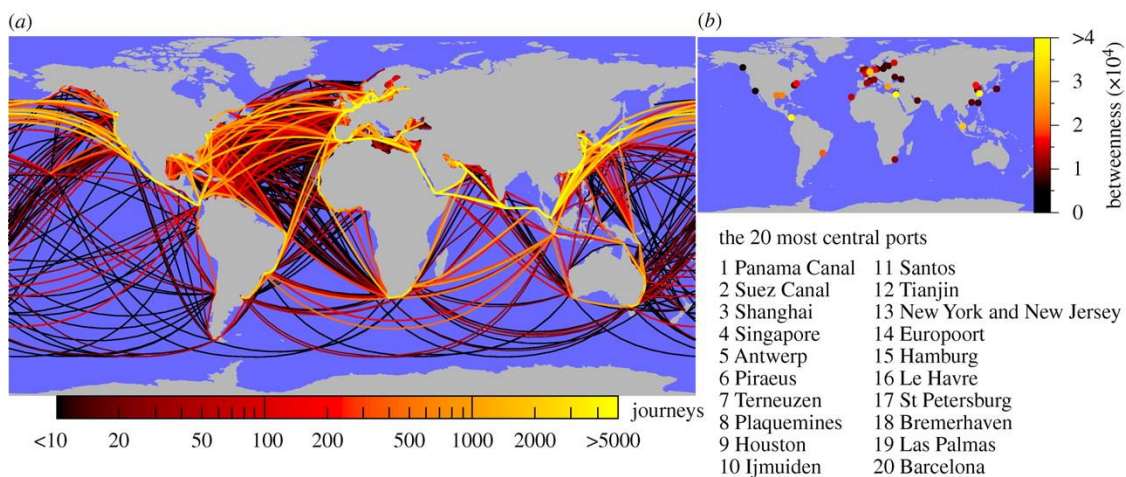 (a)
journeys
<10 20 50 100 200 500 1000 2000 >5000
(b)
>4
3
2
1
0
betweenness (×10⁴)
the 20 most central ports
1 Panama Canal
2 Suez Canal
3 Shanghai
4 Singapore
5 Antwerp
6 Piraeus
7 Terneuzen
8 Plaquemines
9 Houston
10 Ijmuiden
11 Santos
12 Tianjin
13 New York and New Jersey
14 Europoort
15 Hamburg
16 Le Havre
17 St Petersburg
18 Bremerhaven
19 Las Palmas
20 Barcelona